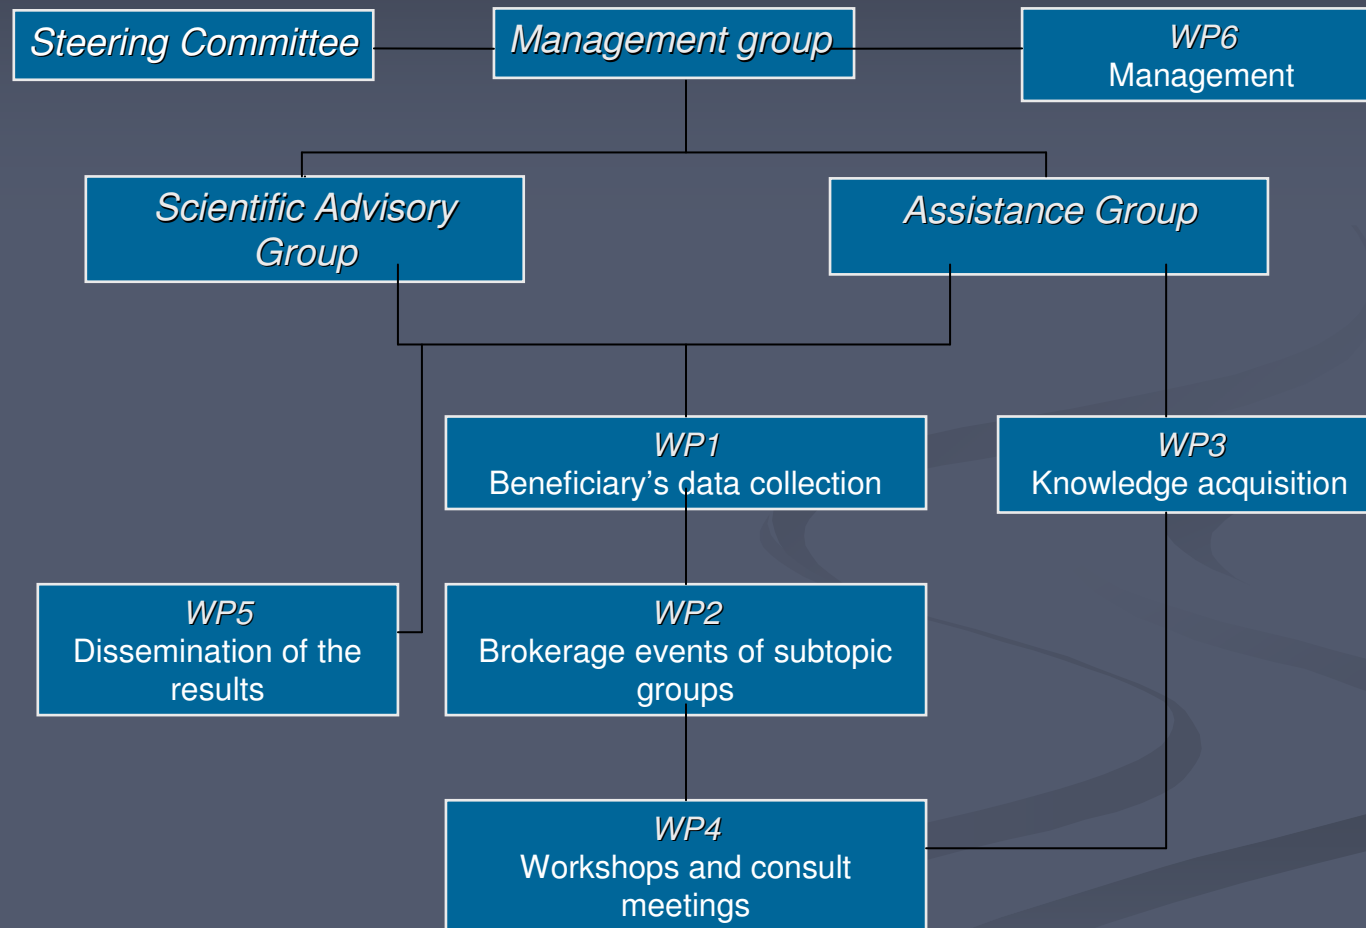 Steering Committee
Management group
WP6
Management
Scientific Advisory
Group
Assistance Group
WP1
Beneficiary’s data collection
WP3
Knowledge acquisition
WP5
Dissemination of the
results
WP2
Brokerage events of subtopic
groups
WP4
Workshops and consult
meetings